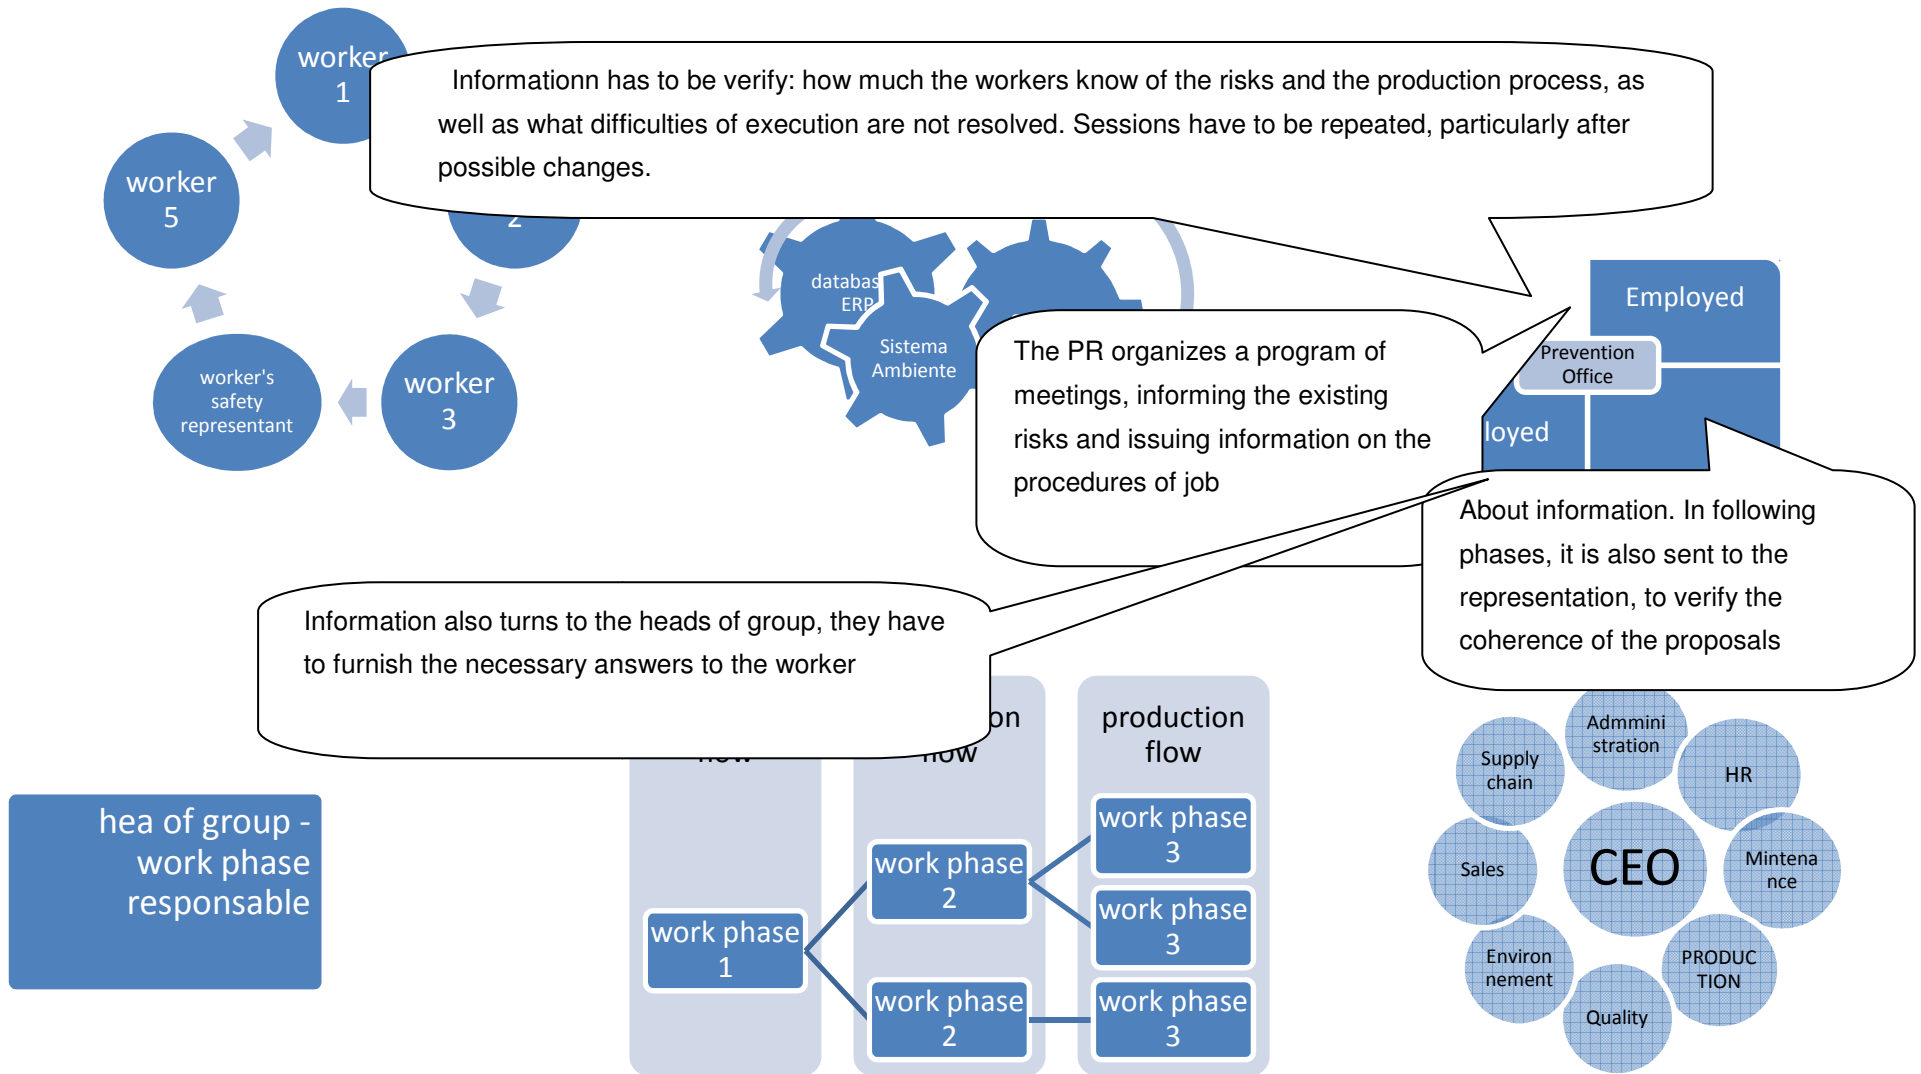 worker
1
Informationn has to be verify: how much the workers know of the risks and the production process, as
well as what difficulties of execution are not resolved. Sessions have to be repeated, particularly after
possible changes.
worker
5
2
worker's
safety
representant
worker
3
databas
ERP
Sistema
Ambiente
The PR organizes a program of
meetings, informing the existing
risks and issuing information on the
procedures of job
Employed
Prevention
Office
loyed
About information. In following
phases, it is also sent to the
representation, to verify the
coherence of the proposals
Information also turns to the heads of group, they have
to furnish the necessary answers to the worker
hea of group -
work phase
responsable
flow
on
flow
production
flow
work phase
1
work phase
2
work phase
2
work phase
3
work phase
3
work phase
3
Admmini
stration
Supply
chain
HR
Sales
CEO
Mintena
nce
Environ
nement
PRODUC
TION
Quality